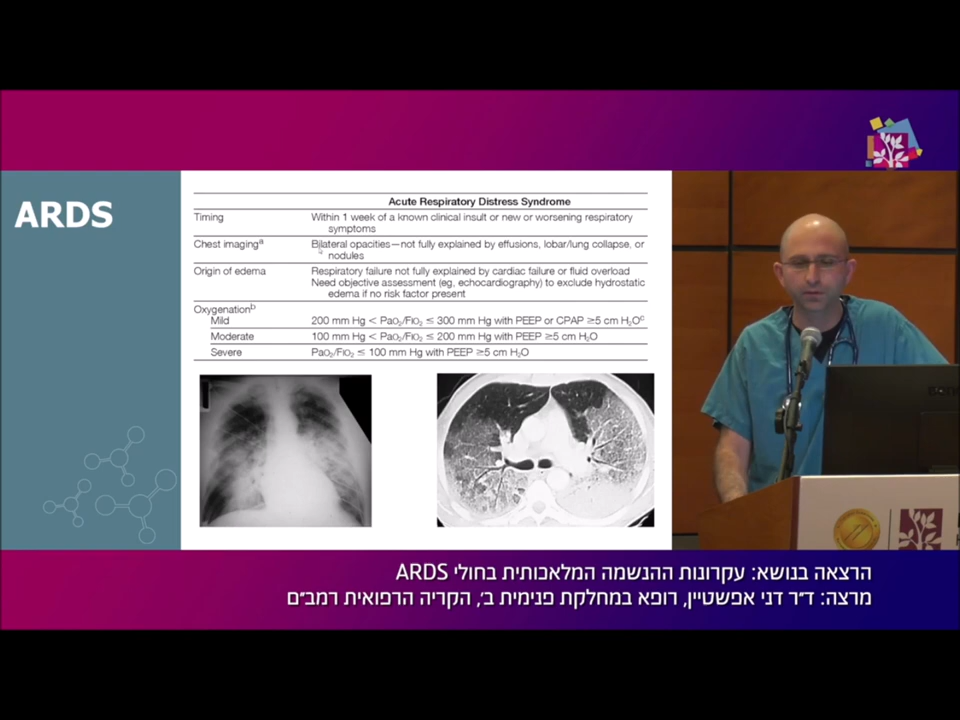 ARDS
Acute Respiratory Distress Syndrome
Timing Within 1 week of a known clinical insult or new or worsening respiratory
symptoms
Chest imagingᵃ Bilateral opacities—not fully explained by effusions, lobar/lung collapse, or
nodules
Origin of edema Respiratory failure not fully explained by cardiac failure or fluid overload
Need objective assessment (eg, echocardiography) to exclude hydrostatic
edema if no risk factor present
Oxygenationᵇ
Mild 200 mm Hg < PaO₂/FIO₂ ≤ 300 mm Hg with PEEP or CPAP ≥5 cm H₂Oᶜ
Moderate 100 mm Hg < PaO₂/FIO₂ ≤ 200 mm Hg with PEEP ≥5 cm H₂O
Severe PaO₂/FIO₂ ≤ 100 mm Hg with PEEP ≥5 cm H₂O
הרצאה בנושא: עקרונות ההנשמה המלאכותית בחולי ARDS
מרצה: ד״ר דני אפשטיין, רופא במחלקת פנימית ב׳, הקריה הרפואית רמב״ם